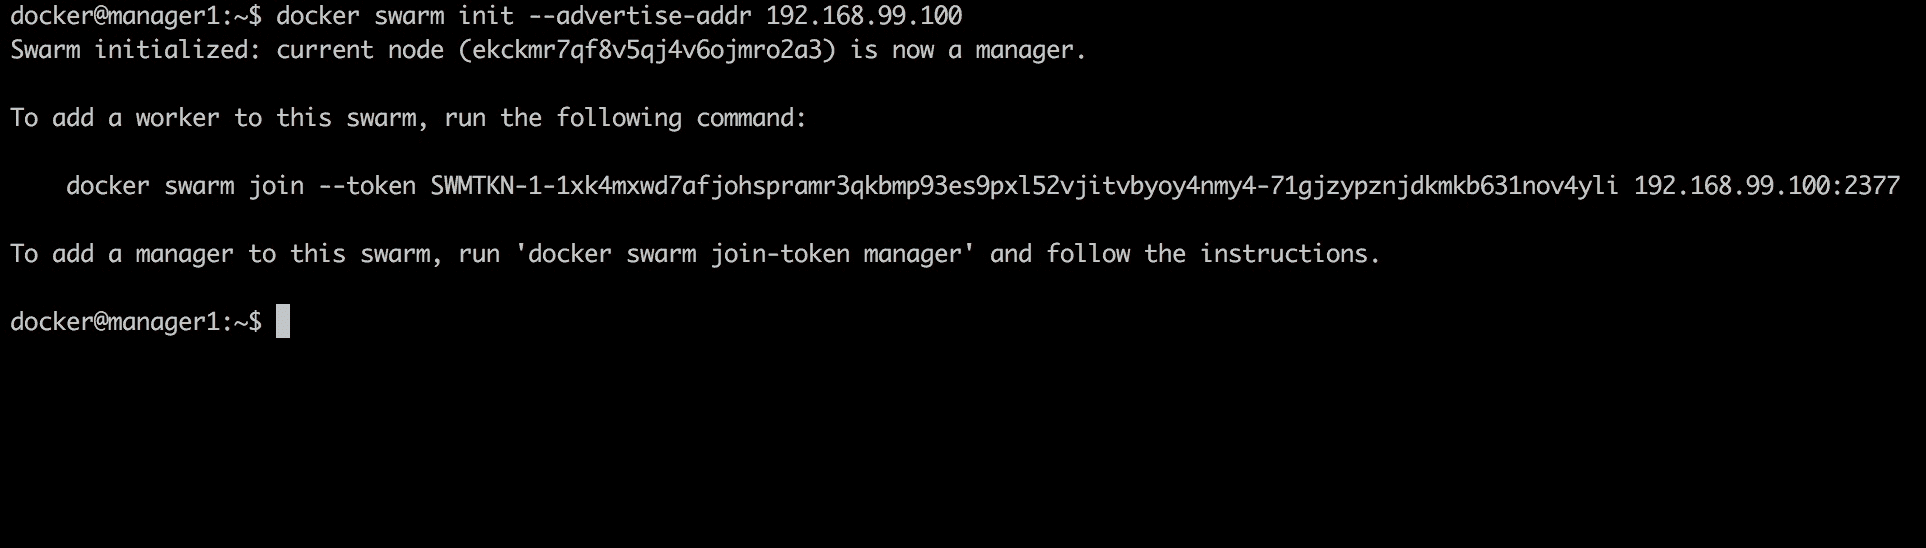 docker@manager1:~$ docker swarm init --advertise-addr 192.168.99.100
Swarm initialized: current node (ekckmr7qf8v5qj4v6ojmro2a3) is now a manager.
To add a worker to this swarm, run the following command:
docker swarm join --token SWMTKN-1-1xk4mxwd7afjohspramr3qkbmp93es9pxl52vjitvbyoy4nmy4-71gjzypznjdkmkb631nov4yli 192.168.99.100:2377
To add a manager to this swarm, run 'docker swarm join-token manager' and follow the instructions.
docker@manager1:~$